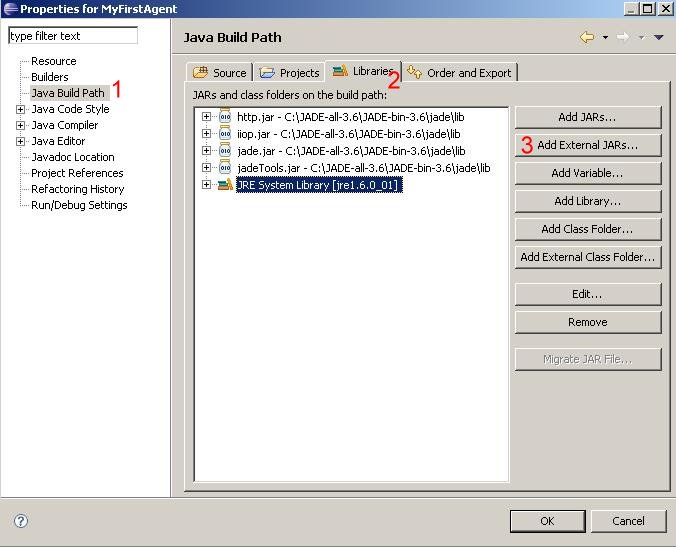 Properties for MyFirstAgent
type filter text
Resource
Builders
Java Build Path 1
Java Code Style
Java Compiler
Java Editor
Javadoc Location
Project References
Refactoring History
Run/Debug Settings
Java Build Path
Source Projects Libraries 2 Order and Export
JARs and class folders on the build path:
http.jar - C:\JADE-all-3.6\JADE-bin-3.6\jade\lib
iiop.jar - C:\JADE-all-3.6\JADE-bin-3.6\jade\lib
jade.jar - C:\JADE-all-3.6\JADE-bin-3.6\jade\lib
jadeTools.jar - C:\JADE-all-3.6\JADE-bin-3.6\jade\lib
JRE System Library [jre1.6.0_01]
Add JARs...
3 Add External JARs...
Add Variable...
Add Library...
Add Class Folder...
Add External Class Folder...
Edit...
Remove
Migrate JAR File...
?
OK Cancel